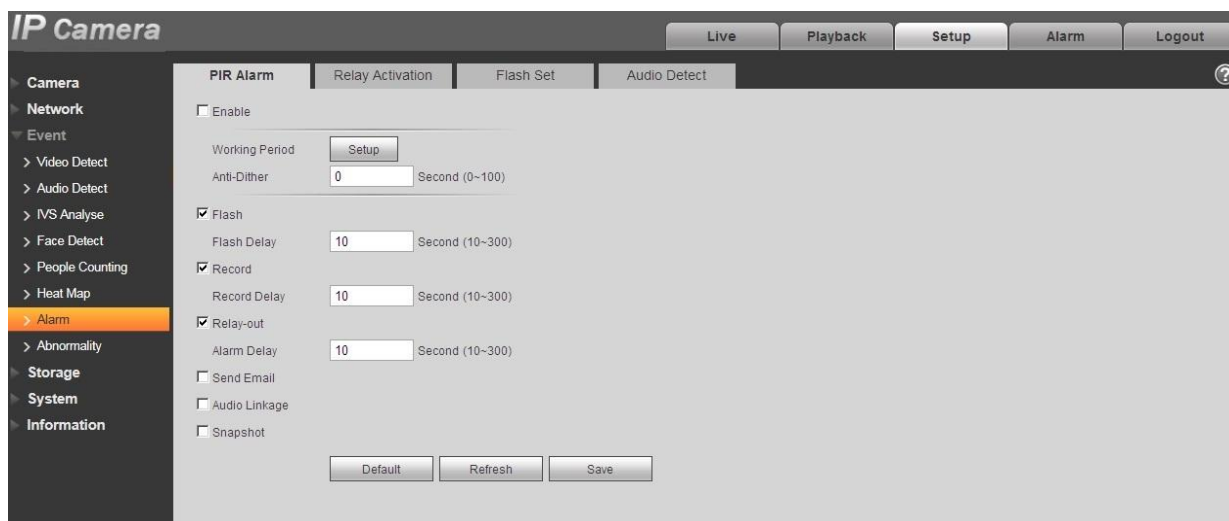 IP Camera
Live Playback Setup Alarm Logout
Camera
Network
Event
Video Detect
Audio Detect
IVS Analyse
Face Detect
People Counting
Heat Map
Alarm
Abnormality
Storage
System
Information
PIR Alarm Relay Activation Flash Set Audio Detect ?
Enable
Working Period Setup
Anti-Dither 0 Second (0~100)
Flash
Flash Delay 10 Second (10~300)
Record
Record Delay 10 Second (10~300)
Relay-out
Alarm Delay 10 Second (10~300)
Send Email
Audio Linkage
Snapshot
Default Refresh Save